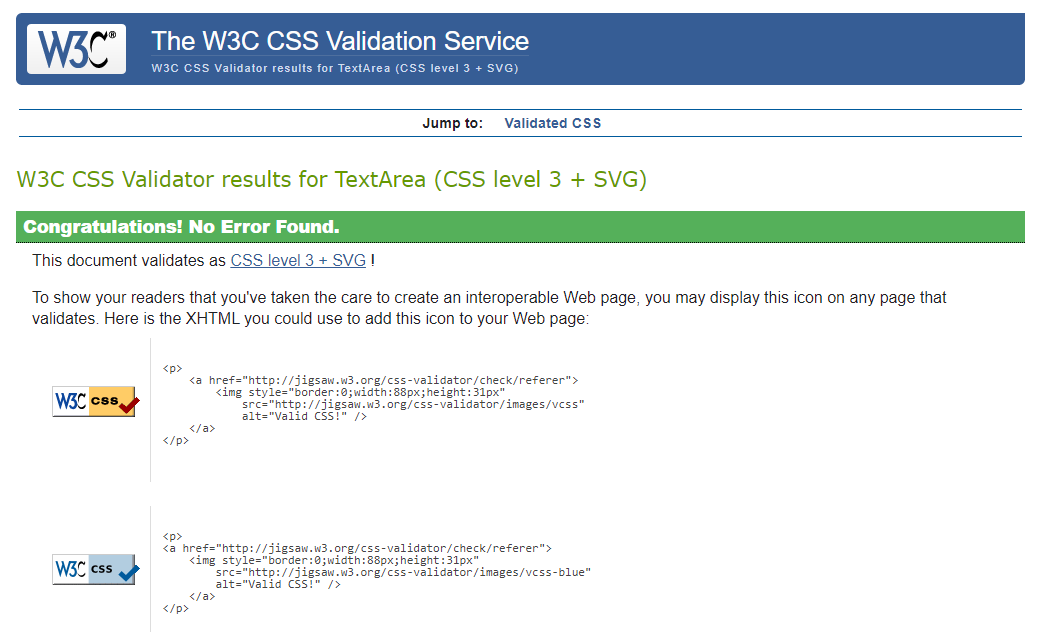 W3C®
The W3C CSS Validation Service
W3C CSS Validator results for TextArea (CSS level 3 + SVG)
Jump to: Validated CSS
W3C CSS Validator results for TextArea (CSS level 3 + SVG)
Congratulations! No Error Found.
This document validates as CSS level 3 + SVG !
To show your readers that you've taken the care to create an interoperable Web page, you may display this icon on any page that
validates. Here is the XHTML you could use to add this icon to your Web page:
W3C css
<p>
<a href="http://jigsaw.w3.org/css-validator/check/referer">
<img style="border:0;width:88px;height:31px"
src="http://jigsaw.w3.org/css-validator/images/vcss"
alt="Valid CSS!" />
</a>
</p>
W3C css
<p>
<a href="http://jigsaw.w3.org/css-validator/check/referer">
<img style="border:0;width:88px;height:31px"
src="http://jigsaw.w3.org/css-validator/images/vcss-blue"
alt="Valid CSS!" />
</a>
</p>